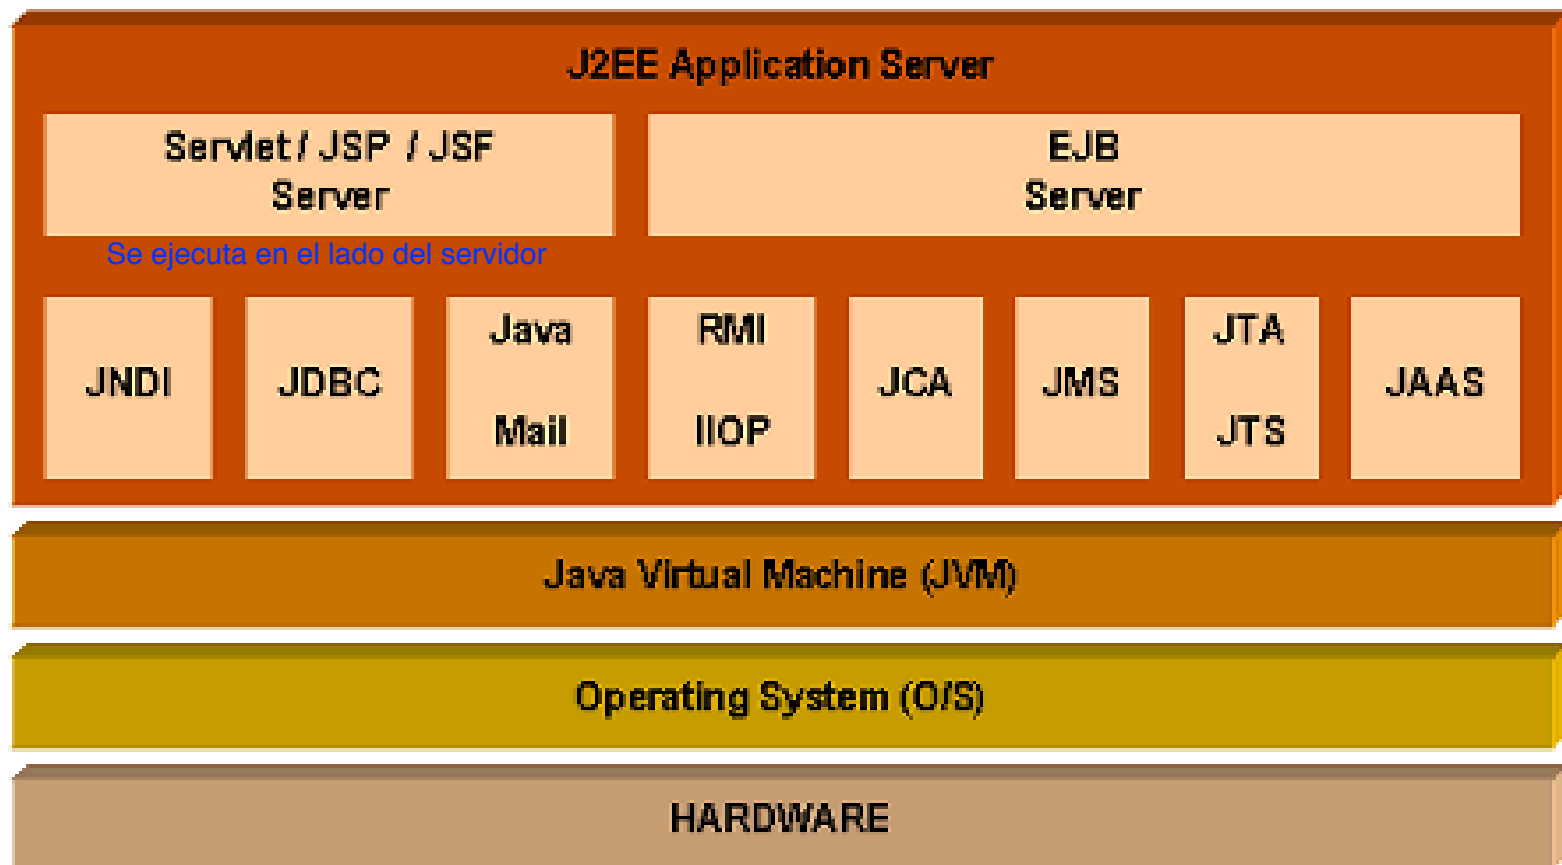 J2EE Application Server
Servlet / JSP / JSF
Server
EJB
Server
Se ejecuta en el lado del servidor
JNDI
JDBC
Java
Mail
RMI
IIOP
JCA
JMS
JTA
JTS
JAAS
Java Virtual Machine (JVM)
Operating System (O/S)
HARDWARE